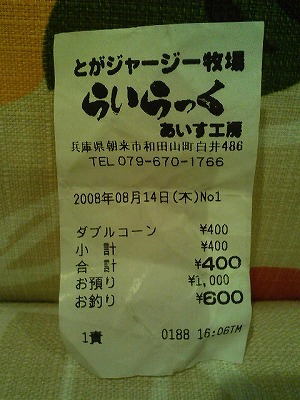 とがジャージー牧場
らいらっく
あいす工房
兵庫県朝来市和田山町白井486
TEL 079-670-1766
2008年08月14日(木)No1
ダブルコーン ¥400
小 計 ¥400
合 計 ¥400
お預り ¥1,000
お釣り ¥600
1責 0188 16:06TM